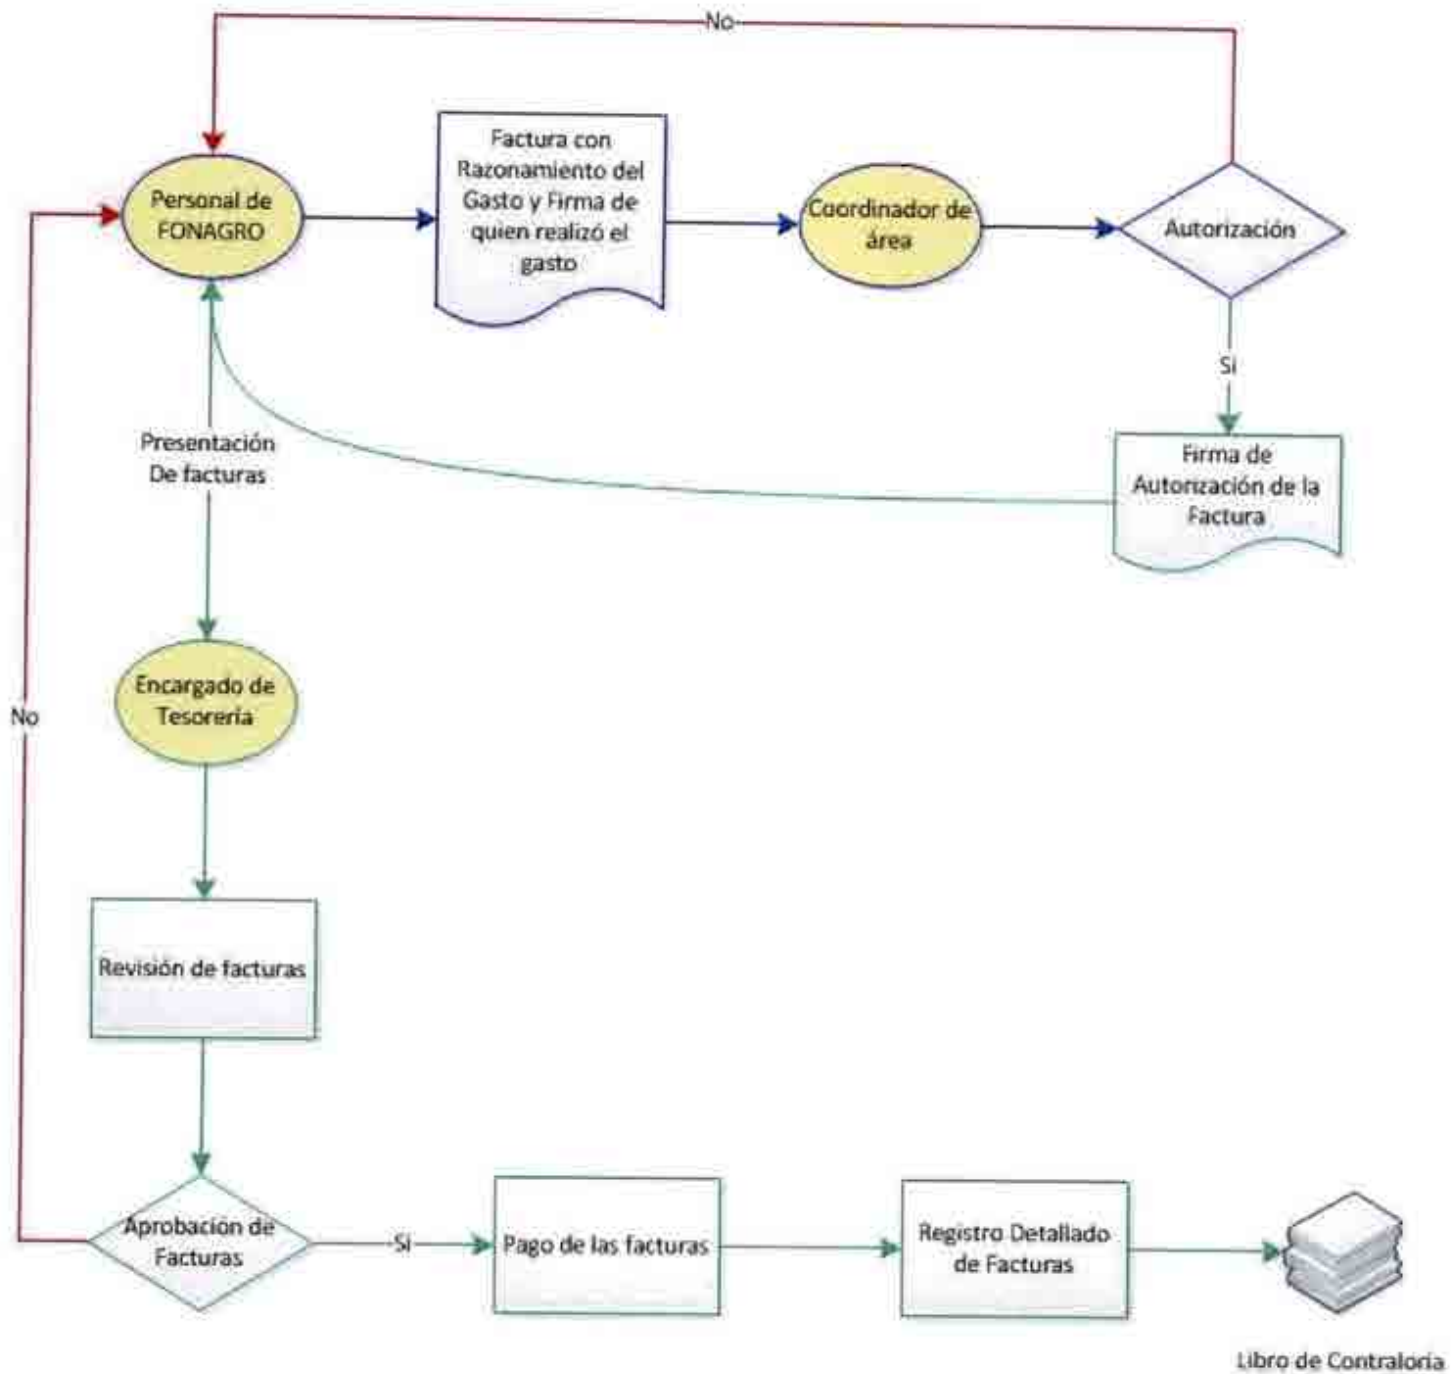 No
Personal de
FONAGRO
Factura con
Razonamiento del
Gasto y Firma de
quien realizó el
gasto
Coordinador de
área
Autorización
Si
Firma de
Autorización de la
Factura
Presentación
De facturas
Encargado de
Tesorería
No
Revisión de facturas
Aprobación de
Facturas
Si
Pago de las facturas
Registro Detallado
de Facturas
Libro de Contraloría